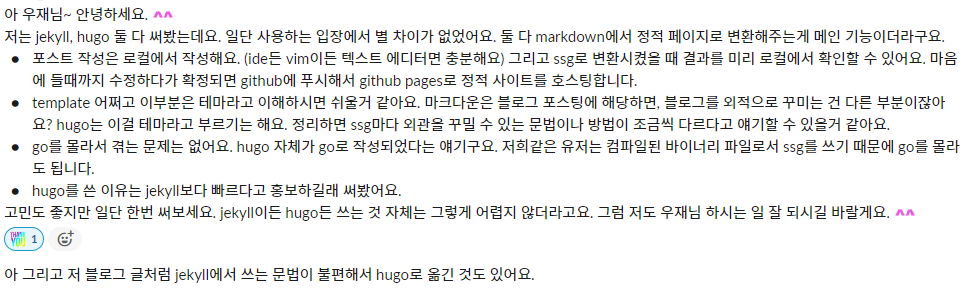 아 우재님~ 안녕하세요. ^^
저는 jekyll, hugo 둘 다 써봤는데요. 일단 사용하는 입장에서 별 차이가 없었어요. 둘 다 markdown에서 정적 페이지로 변환해주는게 메인 기능이더라구요.
• 포스트 작성은 로컬에서 작성해요. (ide든 vim이든 텍스트 에디터면 충분해요) 그리고 ssg로 변환시켰을 때 결과를 미리 로컬에서 확인할 수 있어요. 마음
에 들때까지 수정하다가 확정되면 github에 푸시해서 github pages로 정적 사이트를 호스팅합니다.
• template 어쩌고 이부분은 테마라고 이해하시면 쉬울거 같아요. 마크다운은 블로그 포스팅에 해당하면, 블로그를 외적으로 꾸미는 건 다른 부분이잖아
요? hugo는 이걸 테마라고 부르기는 해요. 정리하면 ssg마다 외관을 꾸밀 수 있는 문법이나 방법이 조금씩 다르다고 얘기할 수 있을거 같아요.
• go를 몰라서 겪는 문제는 없어요. hugo 자체가 go로 작성되었다는 얘기구요. 저희같은 유저는 컴파일된 바이너리 파일로서 ssg를 쓰기 때문에 go를 몰라
도 됩니다.
• hugo를 쓴 이유는 jekyll보다 빠르다고 홍보하길래 써봤어요.
고민도 좋지만 일단 한번 써보세요. jekyll이든 hugo든 쓰는 것 자체는 그렇게 어렵지 않더라고요. 그럼 저도 우재님 하시는 일 잘 되시길 바랄게요. ^^
THANK YOU 1
아 그리고 저 블로그 글처럼 jekyll에서 쓰는 문법이 불편해서 hugo로 옮긴 것도 있어요.